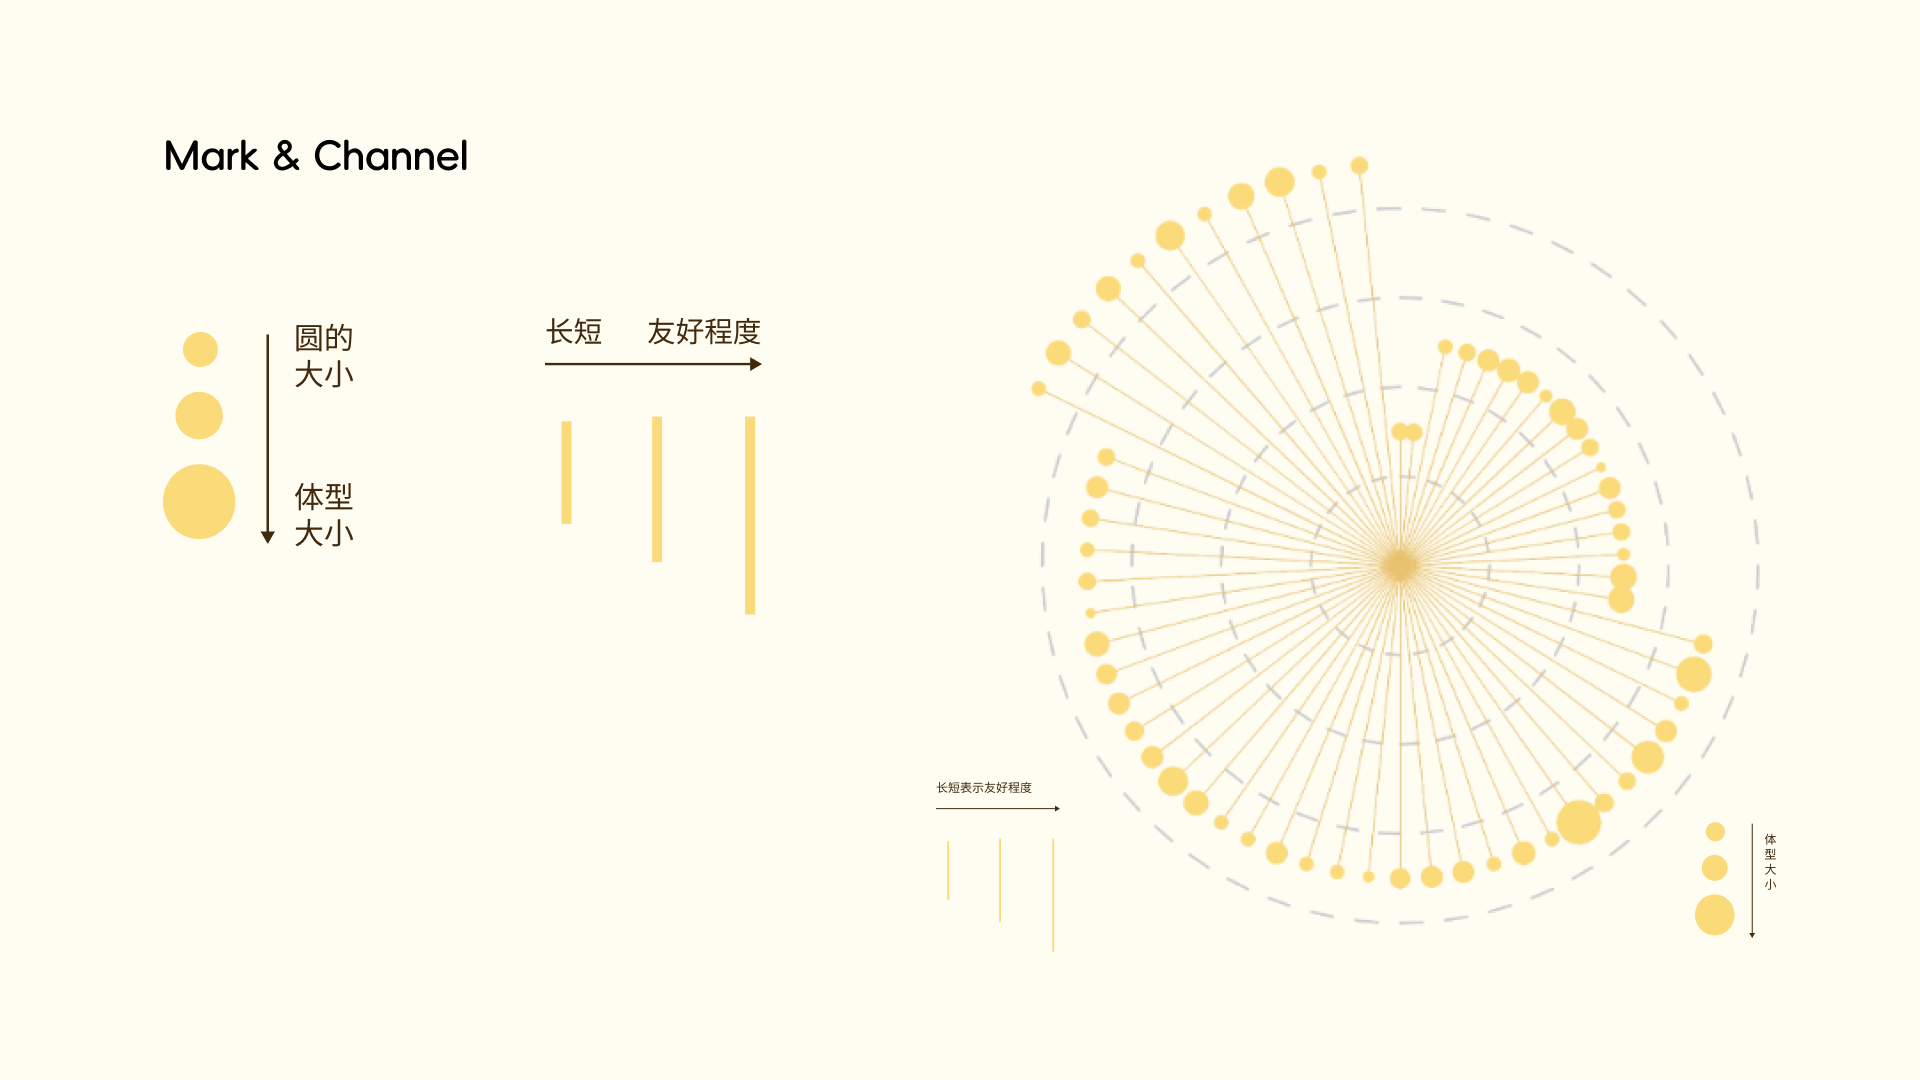 Mark & Channel
圆的
大小
体型
大小
长短 友好程度
长短表示友好程度
体
型
大
小